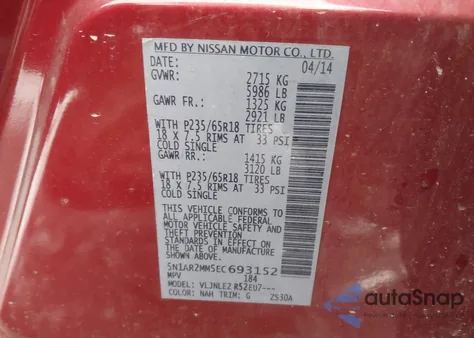 MFD BY NISSAN MOTOR CO., LTD.
DATE: 04/14
GVWR: 2715 KG
5986 LB
GAWR FR.: 1325 KG
2921 LB
WITH P235/65R18 TIRES
18 x 7.5 RIMS AT 33 PSI
COLD SINGLE
GAWR RR.: 1415 KG
3120 LB
WITH P235/65R18 TIRES
18 x 7.5 RIMS AT 33 PSI
COLD SINGLE
THIS VEHICLE CONFORMS TO
ALL APPLICABLE FEDERAL
MOTOR VEHICLE SAFETY
STANDARDS IN EFFECT ON
THE DATE OF MANUFACTURE
SHOWN ABOVE.
5N1AR2MM5EC693152
MPV 184
MODEL: VLJNLEZ R52EU7---
COLOR: NAH TRIM: G ZS30A
autoSnap